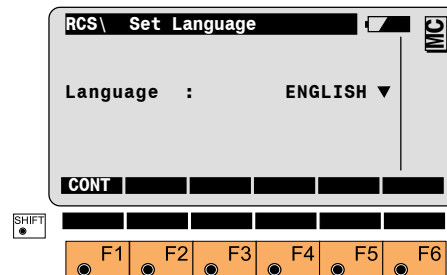 RCS\ Set Language
MC
Language : ENGLISH ▼
CONT
SHIFT
F1 F2 F3 F4 F5 F6